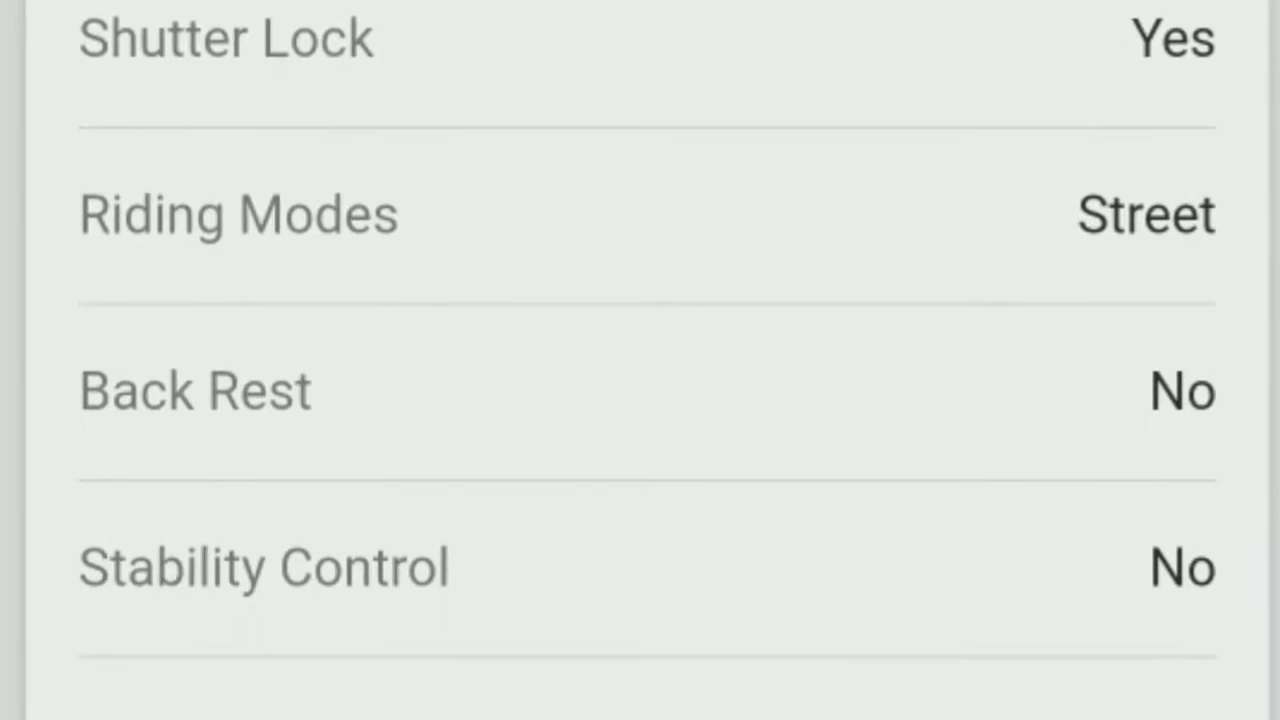 Shutter Lock Yes
Riding Modes Street
Back Rest No
Stability Control No